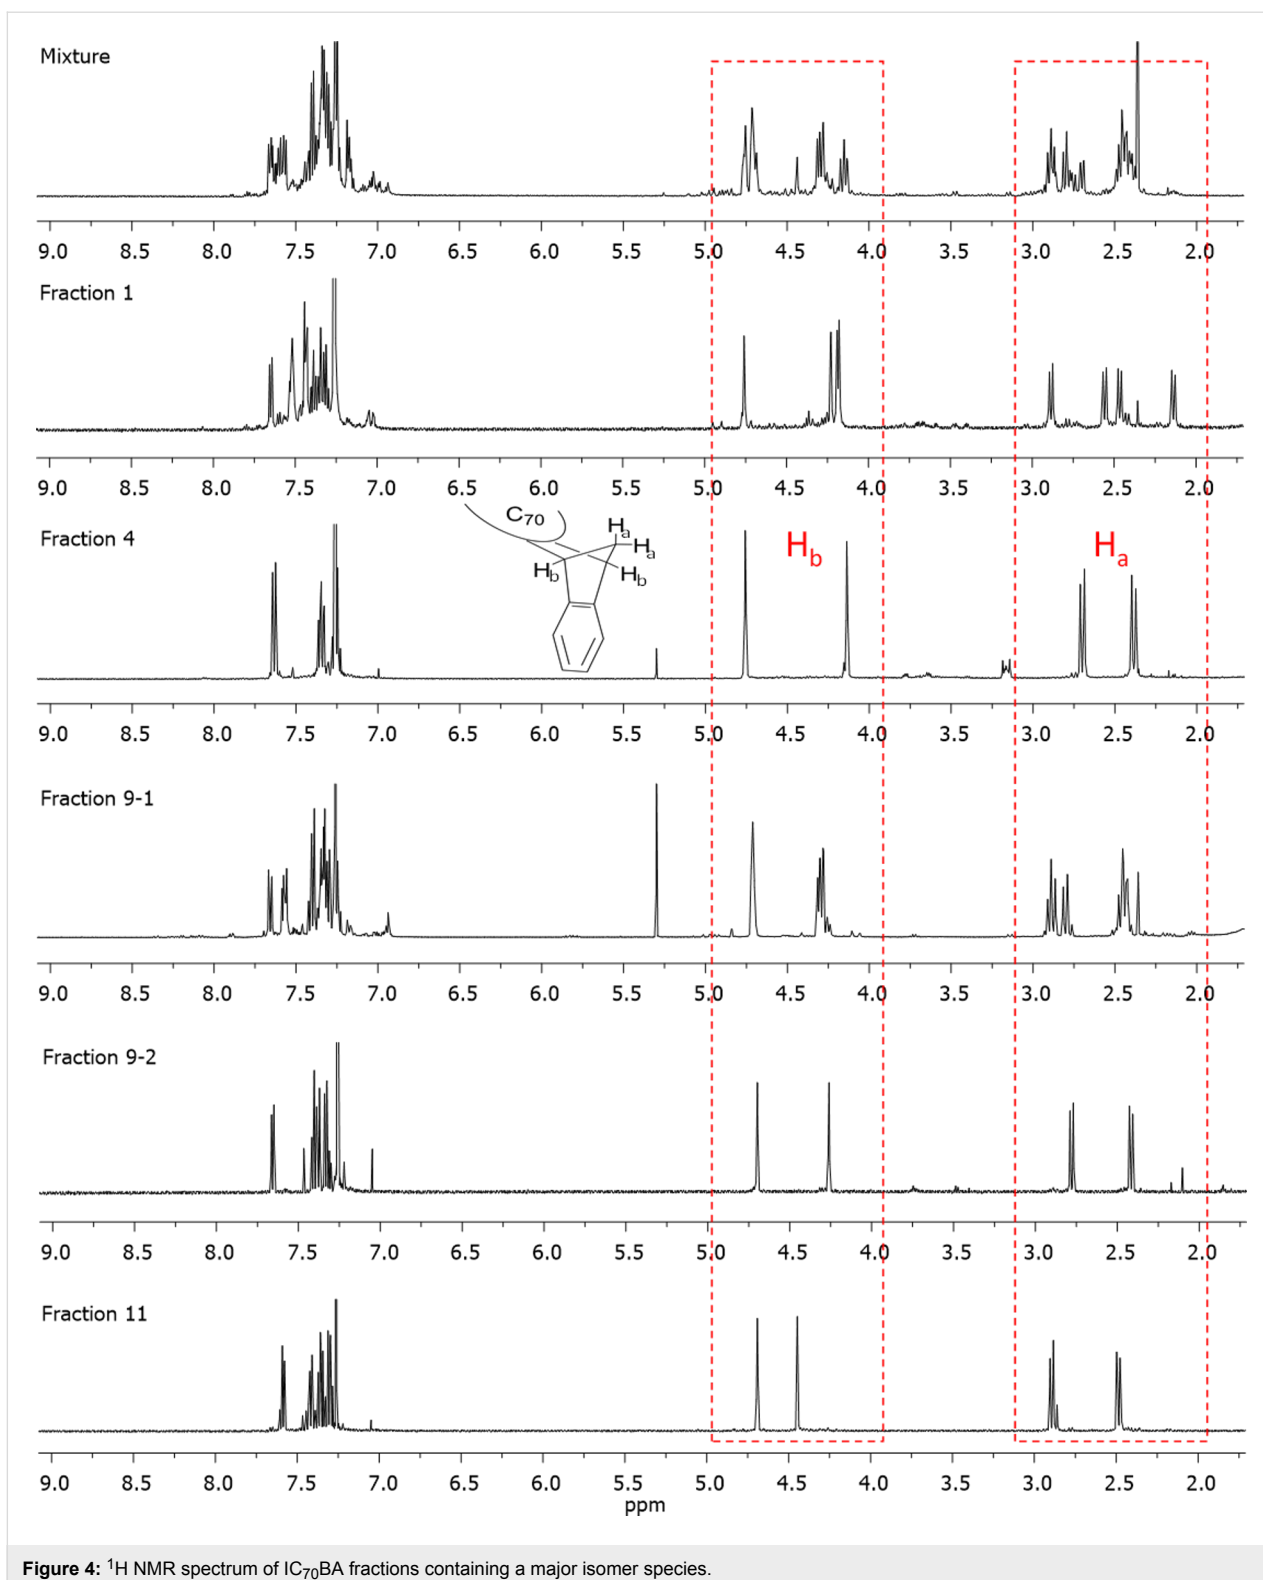 Mixture
9.0 8.5 8.0 7.5 7.0 6.5 6.0 5.5 5.0 4.5 4.0 3.5 3.0 2.5 2.0
Fraction 1
9.0 8.5 8.0 7.5 7.0 6.5 6.0 5.5 5.0 4.5 4.0 3.5 3.0 2.5 2.0
Fraction 4
C70
Ha
Ha
Hb
Hb
Hb
Ha
9.0 8.5 8.0 7.5 7.0 6.5 6.0 5.5 5.0 4.5 4.0 3.5 3.0 2.5 2.0
Fraction 9-1
9.0 8.5 8.0 7.5 7.0 6.5 6.0 5.5 5.0 4.5 4.0 3.5 3.0 2.5 2.0
Fraction 9-2
9.0 8.5 8.0 7.5 7.0 6.5 6.0 5.5 5.0 4.5 4.0 3.5 3.0 2.5 2.0
Fraction 11
9.0 8.5 8.0 7.5 7.0 6.5 6.0 5.5 5.0 4.5 4.0 3.5 3.0 2.5 2.0
ppm
Figure 4: ¹H NMR spectrum of IC₇₀BA fractions containing a major isomer species.